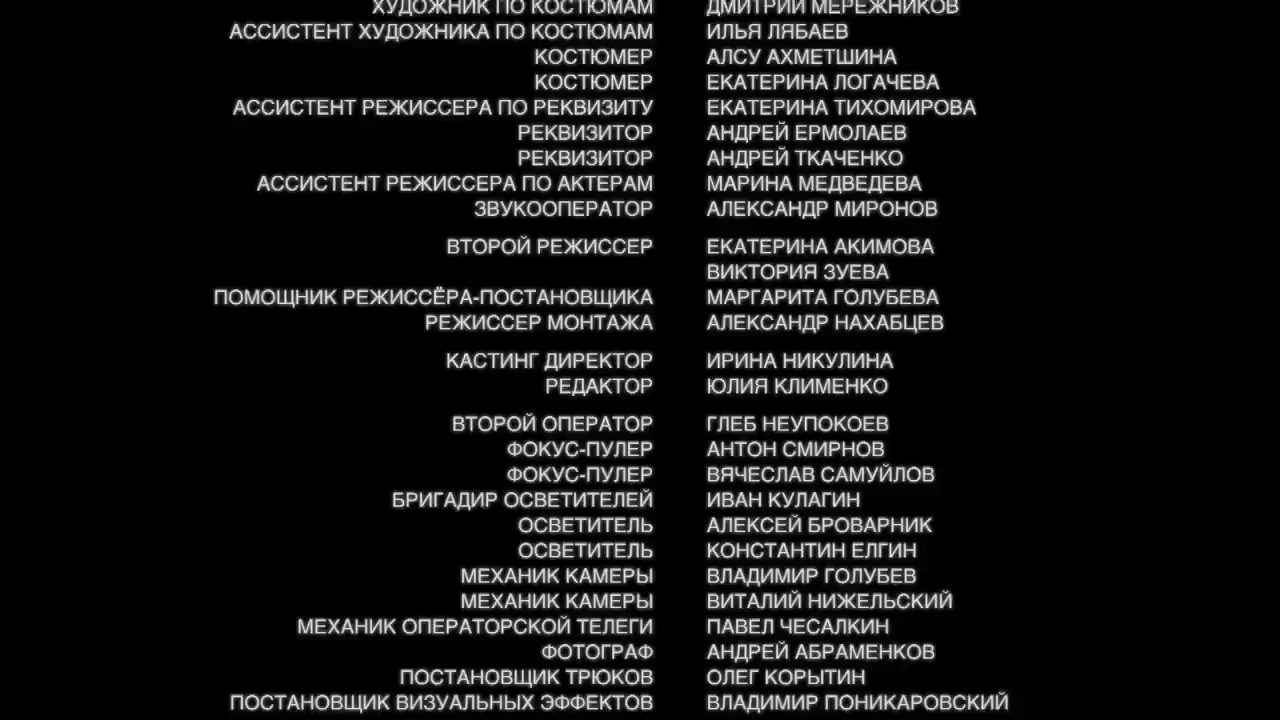 ХУДОЖНИК ПО КОСТЮМАМ ДМИТРИЙ МЕРЕЖНИКОВ
АССИСТЕНТ ХУДОЖНИКА ПО КОСТЮМАМ ИЛЬЯ ЛЯБАЕВ
КОСТЮМЕР АЛСУ АХМЕТШИНА
КОСТЮМЕР ЕКАТЕРИНА ЛОГАЧЕВА
АССИСТЕНТ РЕЖИССЕРА ПО РЕКВИЗИТУ ЕКАТЕРИНА ТИХОМИРОВА
РЕКВИЗИТОР АНДРЕЙ ЕРМОЛАЕВ
РЕКВИЗИТОР АНДРЕЙ ТКАЧЕНКО
АССИСТЕНТ РЕЖИССЕРА ПО АКТЕРАМ МАРИНА МЕДВЕДЕВА
ЗВУКООПЕРАТОР АЛЕКСАНДР МИРОНОВ
ВТОРОЙ РЕЖИССЕР ЕКАТЕРИНА АКИМОВА
ВИКТОРИЯ ЗУЕВА
ПОМОЩНИК РЕЖИССЁРА-ПОСТАНОВЩИКА МАРГАРИТА ГОЛУБЕВА
РЕЖИССЕР МОНТАЖА АЛЕКСАНДР НАХАБЦЕВ
КАСТИНГ ДИРЕКТОР ИРИНА НИКУЛИНА
РЕДАКТОР ЮЛИЯ КЛИМЕНКО
ВТОРОЙ ОПЕРАТОР ГЛЕБ НЕУПОКОЕВ
ФОКУС-ПУЛЕР АНТОН СМИРНОВ
ФОКУС-ПУЛЕР ВЯЧЕСЛАВ САМУЙЛОВ
БРИГАДИР ОСВЕТИТЕЛЕЙ ИВАН КУЛАГИН
ОСВЕТИТЕЛЬ АЛЕКСЕЙ БРОВАРНИК
ОСВЕТИТЕЛЬ КОНСТАНТИН ЕЛГИН
МЕХАНИК КАМЕРЫ ВЛАДИМИР ГОЛУБЕВ
МЕХАНИК КАМЕРЫ ВИТАЛИЙ НИЖЕЛЬСКИЙ
МЕХАНИК ОПЕРАТОРСКОЙ ТЕЛЕГИ ПАВЕЛ ЧЕСАЛКИН
ФОТОГРАФ АНДРЕЙ АБРАМЕНКОВ
ПОСТАНОВЩИК ТРЮКОВ ОЛЕГ КОРЫТИН
ПОСТАНОВЩИК ВИЗУАЛЬНЫХ ЭФФЕКТОВ ВЛАДИМИР ПОНИКАРОВСКИЙ